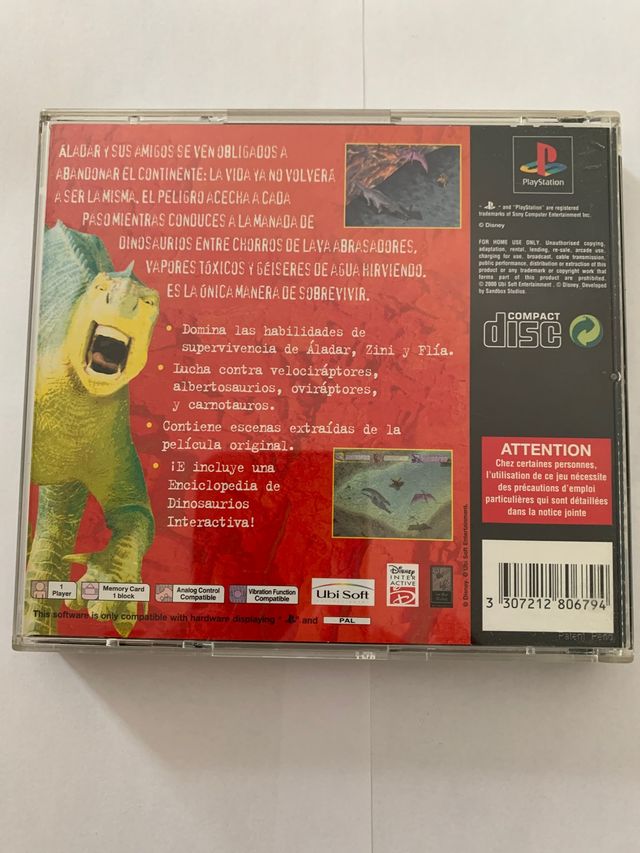 ÁLADAR Y SUS AMIGOS SE VEN OBLIGADOS A
ABANDONAR EL CONTINENTE: LA VIDA YA NO VOLVERÁ
A SER LA MISMA. EL PELIGRO ACECHA A CADA
PASO MIENTRAS CONDUCES A LA MANADA DE
DINOSAURIOS ENTRE CHORROS DE LAVA ABRASADORES,
VAPORES TÓXICOS Y GÉISERES DE AGUA HIRVIENDO.
ES LA ÚNICA MANERA DE SOBREVIVIR.
• Domina las habilidades de
supervivencia de Áladar, Zini y Flía.
• Lucha contra velociráptores,
albertosaurios, oviráptores,
y carnotauros.
• Contiene escenas extraídas de la
película original.
• ¡E incluye una
Enciclopedia de
Dinosaurios
Interactiva!
1
Player
Memory Card
1 block
Analog Control
Compatible
Vibration Function
Compatible
Ubi Soft
ENTERTAINMENT
DISNEY
INTER
ACTIVE
This software is only compatible with hardware displaying " " and PAL
© Disney. © Ubi Soft Entertainment.
PlayStation
" " and "PlayStation" are registered
trademarks of Sony Computer Entertainment Inc.
© Disney
FOR HOME USE ONLY. Unauthorised copying,
adaptation, rental, lending, re-sale, arcade use,
charging for use, broadcast, cable transmission,
public performance, distribution or extraction of this
product or any trademark or copyright work that
forms part of this product are prohibited.
© 2000 Ubi Soft Entertainment. © Disney. Developed
by Sandbox Studios.
COMPACT
disc
ATTENTION
Chez certaines personnes,
l'utilisation de ce jeu nécessite
des précautions d'emploi
particulières qui sont détaillées
dans la notice jointe
3 307212 806794
Patent Pend